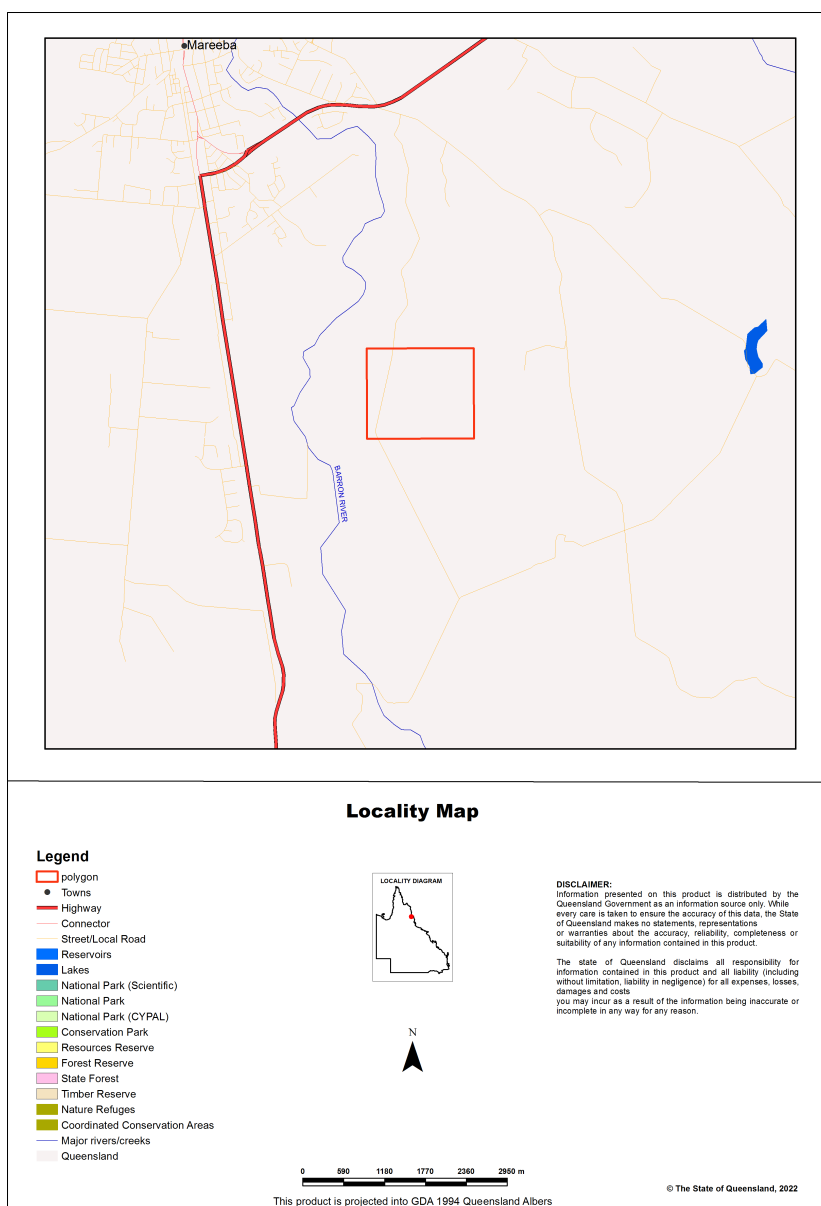 Mareeba
BARRON RIVER
Locality Map
Legend
polygon
Towns
Highway
Connector
Street/Local Road
Reservoirs
Lakes
National Park (Scientific)
National Park
National Park (CYPAL)
Conservation Park
Resources Reserve
Forest Reserve
State Forest
Timber Reserve
Nature Refuges
Coordinated Conservation Areas
Major rivers/creeks
Queensland
LOCALITY DIAGRAM
N
DISCLAIMER:
Information presented on this product is distributed by the
Queensland Government as an information source only. While
every care is taken to ensure the accuracy of this data, the State
of Queensland makes no statements, representations
or warranties about the accuracy, reliability, completeness or
suitability of any information contained in this product.
The state of Queensland disclaims all responsibility for
information contained in this product and all liability (including
without limitation, liability in negligence) for all expenses, losses,
damages and costs
you may incur as a result of the information being inaccurate or
incomplete in any way for any reason.
0 590 1180 1770 2360 2950 m
This product is projected into GDA 1994 Queensland Albers
© The State of Queensland, 2022